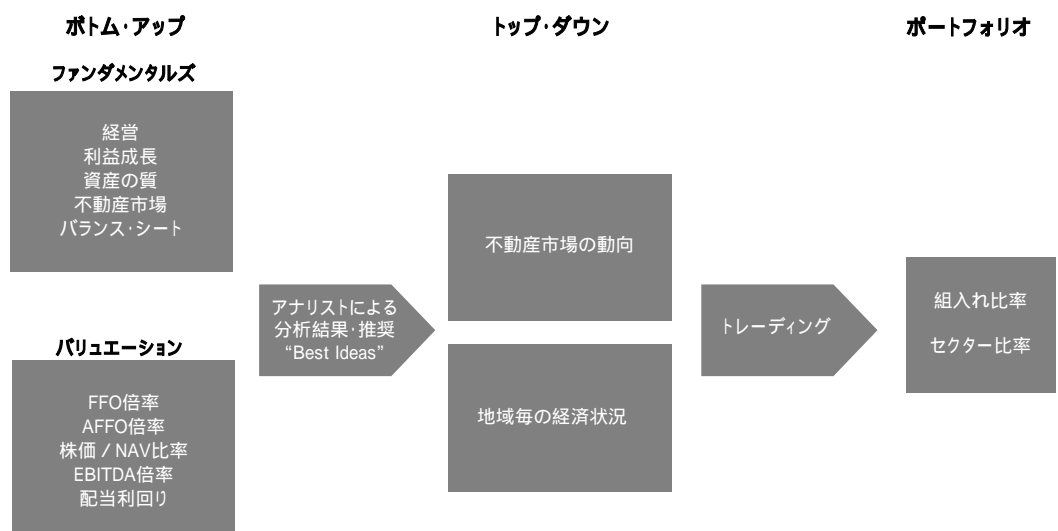 ボトム・アップ
トップ・ダウン
ポートフォリオ
ファンダメンタルズ
経営
利益成長
資産の質
不動産市場
バランス・シート
バリュエーション
FFO倍率
AFFO倍率
株価 / NAV比率
EBITDA倍率
配当利回り
アナリストによる
分析結果・推奨
“Best Ideas”
不動産市場の動向
地域毎の経済状況
トレーディング
組入れ比率
セクター比率